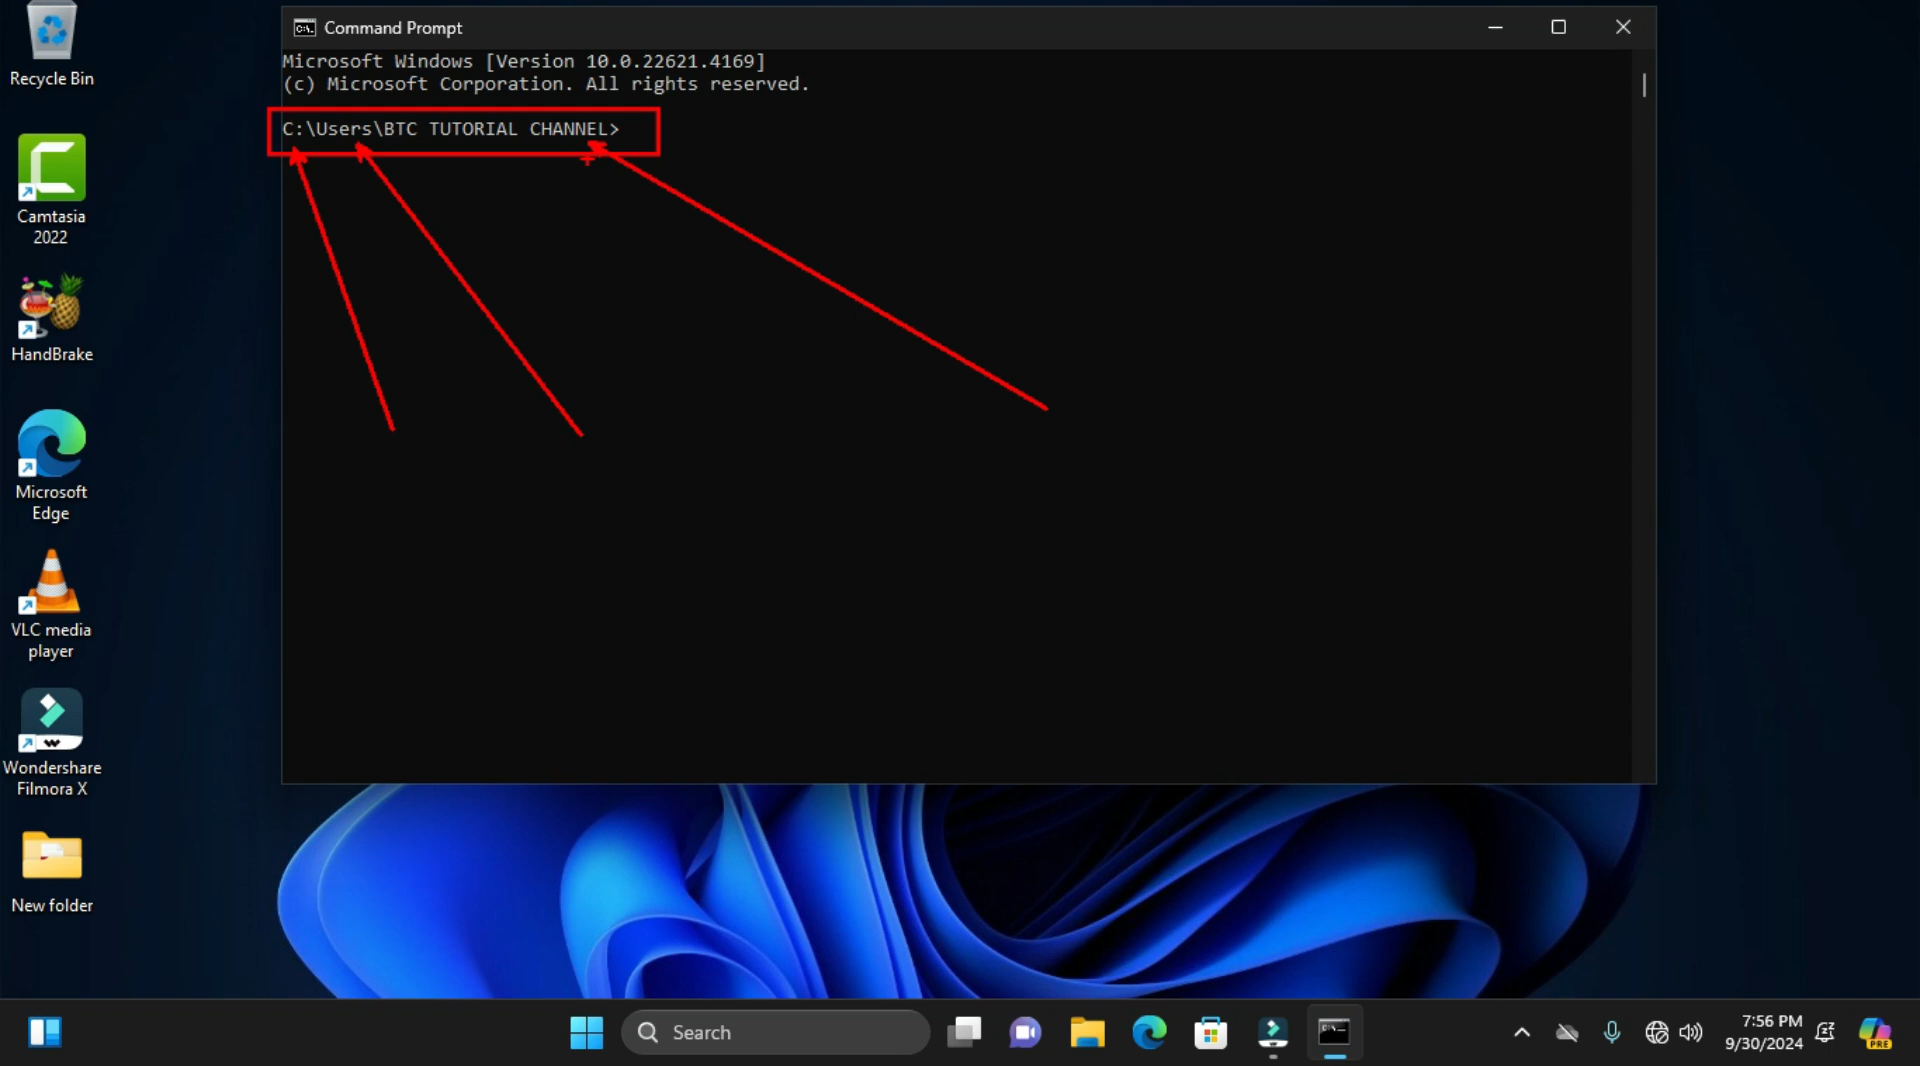 Recycle Bin
Camtasia
2022
HandBrake
Microsoft
Edge
VLC media
player
Wondershare
Filmora X
New folder
Command Prompt
Microsoft Windows [Version 10.0.22621.4169]
(c) Microsoft Corporation. All rights reserved.
C:\Users\BTC TUTORIAL CHANNEL>
Search
7:56 PM
9/30/2024
PRE